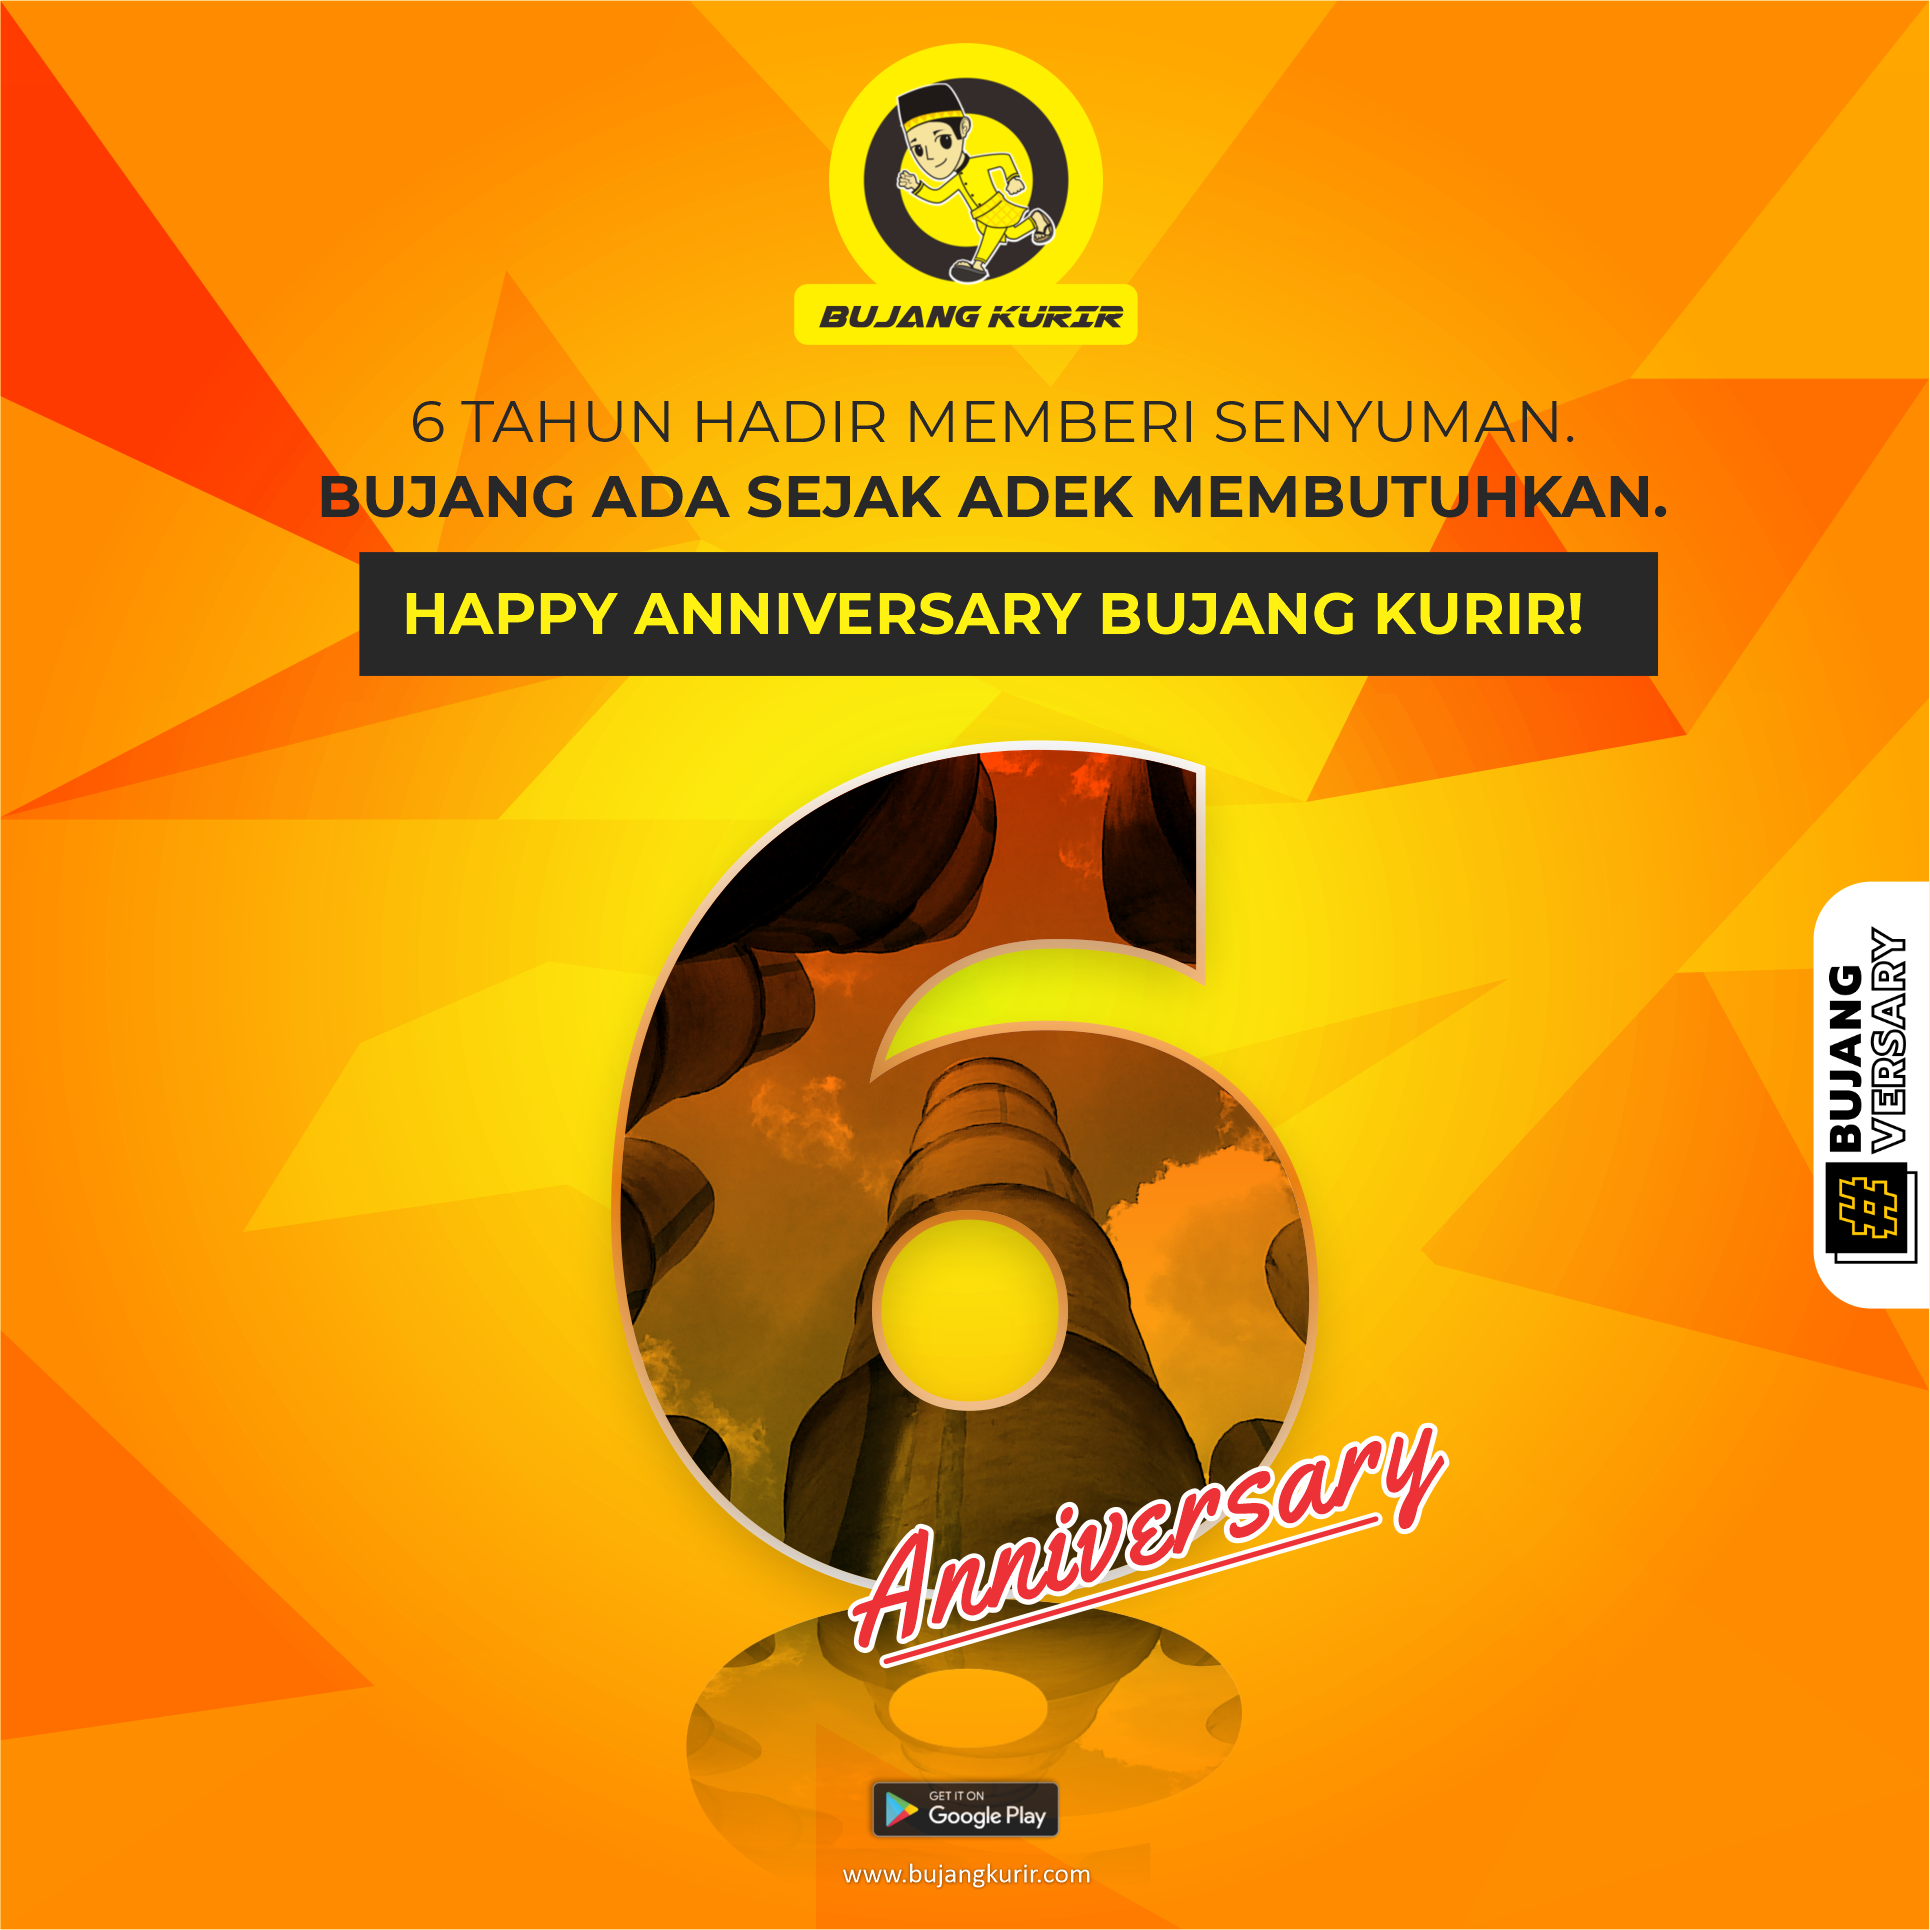 BUJANG KURIR
6 TAHUN HADIR MEMBERI SENYUMAN.
BUJANG ADA SEJAK ADEK MEMBUTUHKAN.
HAPPY ANNIVERSARY BUJANG KURIR!
6
Anniversary
# BUJANG
VERSARY
GET IT ON
Google Play
www.bujangkurir.com